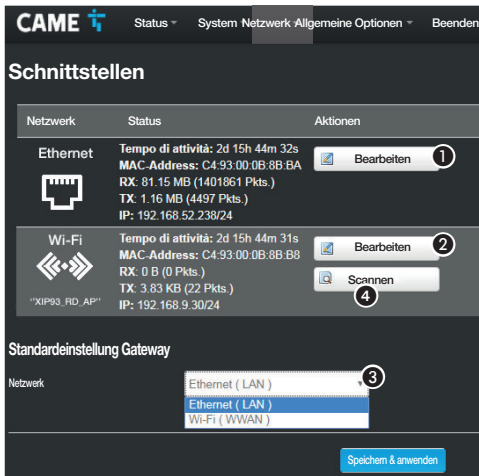 CAME Status System Netzwerk Allgemeine Optionen Beenden
Schnittstellen
Netzwerk Status Aktionen
Ethernet
Tempo di attività: 2d 15h 44m 32s
MAC-Address: C4:93:00:0B:8B:BA
RX: 81.15 MB (1401861 Pkts.)
TX: 1.16 MB (4497 Pkts.)
IP: 192.168.52.238/24
Bearbeiten 1
Wi-Fi
"XIP93_RD_AP"
Tempo di attività: 2d 15h 44m 31s
MAC-Address: C4:93:00:0B:8B:B8
RX: 0 B (0 Pkts.)
TX: 3.83 KB (22 Pkts.)
IP: 192.168.9.30/24
Bearbeiten 2
Scannen
4
Standardeinstellung Gateway
Netzwerk
Ethernet ( LAN ) 3
Ethernet ( LAN )
Wi-Fi ( WWAN )
Speichern & anwenden